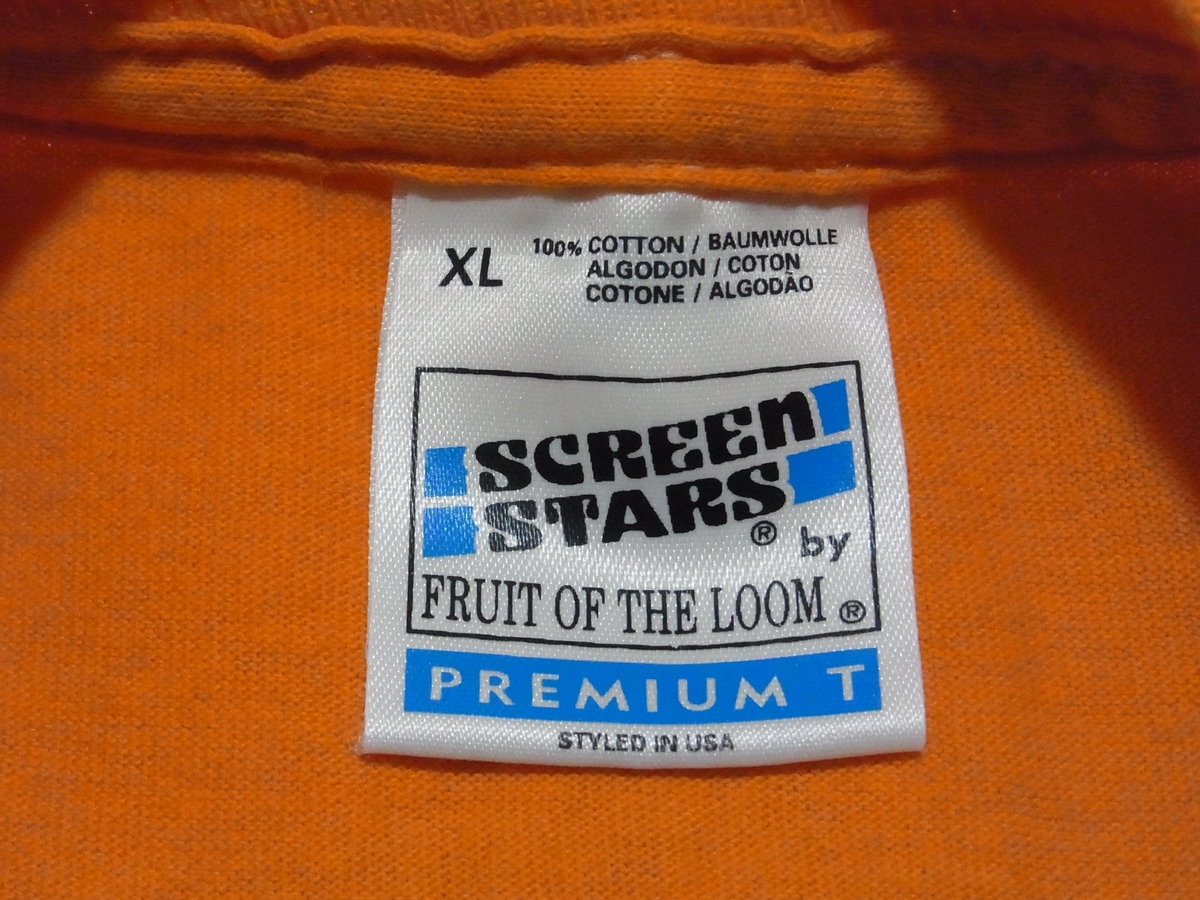 XL
100% COTTON / BAUMWOLLE
ALGODON / COTON
COTONE / ALGODÃO
SCREEN
STARS® by
FRUIT OF THE LOOM®
PREMIUM T
STYLED IN USA